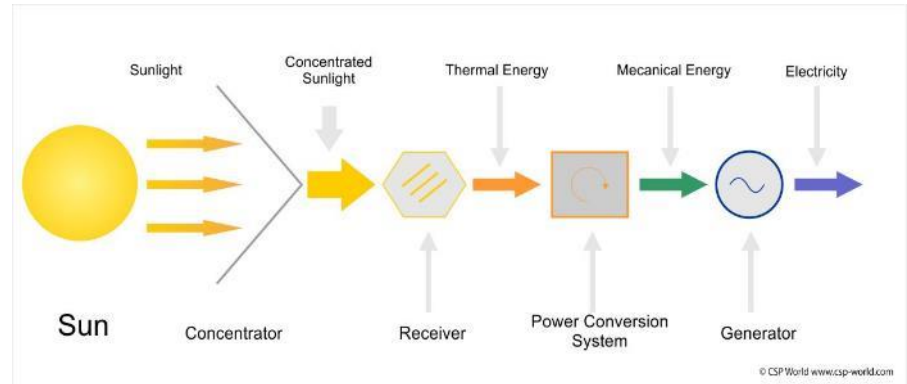 Sunlight
Concentrated
Sunlight
Thermal Energy
Mecanical Energy
Electricity
Sun
Concentrator
Receiver
Power Conversion
System
Generator
© CSP World www.csp-world.com